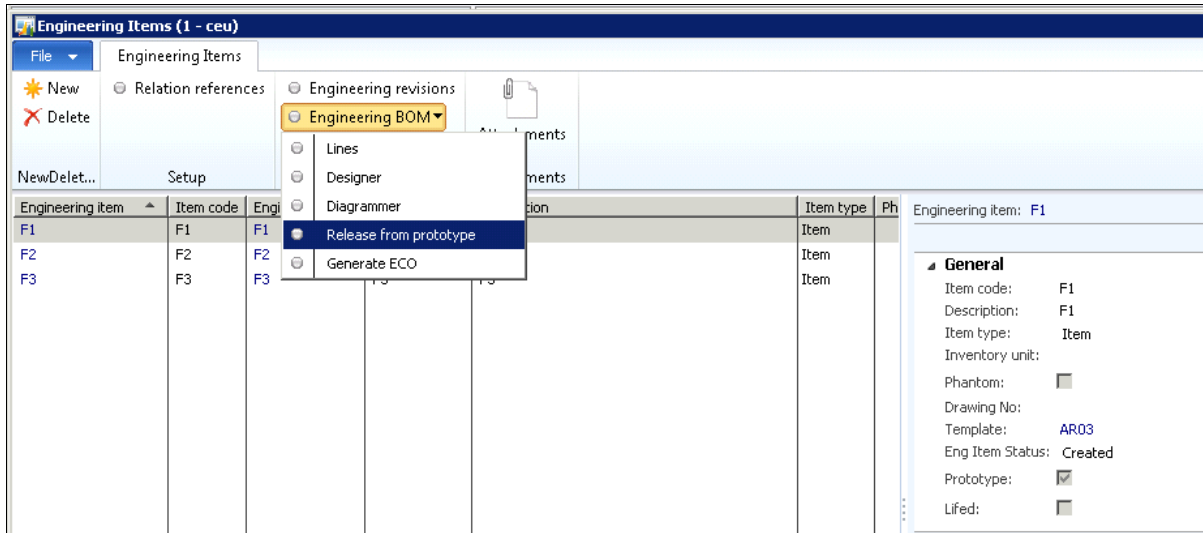 Engineering Items (1 - ceu)
File
Engineering Items
New
Relation references
Engineering revisions
Delete
Engineering BOM
ments
NewDelet...
Setup
ments
Lines
Designer
Diagrammer
Release from prototype
Generate ECO
Engineering item
Item code
Engi
tion
Item type
Ph
F1
F1
F1
Item
F2
F2
F2
Item
F3
F3
F3
Item
Engineering item: F1
General
Item code: F1
Description: F1
Item type: Item
Inventory unit:
Phantom:
Drawing No:
Template: AR03
Eng Item Status: Created
Prototype:
Lifed: